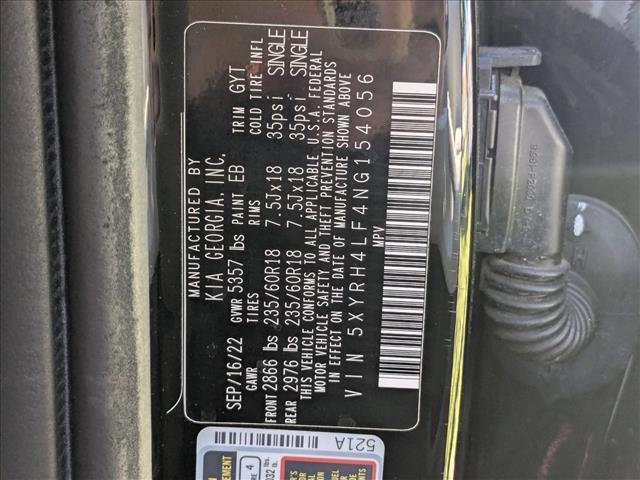 MANUFACTURED BY
KIA GEORGIA, INC.
SEP/16/22 GVWR 5357 lbs PAINT EB TRIM GYT
GAWR TIRES RIMS COLD TIRE INFL
FRONT 2866 lbs 235/60R18 7.5Jx18 35psi SINGLE
REAR 2976 lbs 235/60R18 7.5Jx18 35psi SINGLE
THIS VEHICLE CONFORMS TO ALL APPLICABLE U.S.A. FEDERAL
MOTOR VEHICLE SAFETY AND THEFT PREVENTION STANDARDS
IN EFFECT ON THE DATE OF MANUFACTURE SHOWN ABOVE
VIN 5XYRH4LF4NG154056
MPV
521A